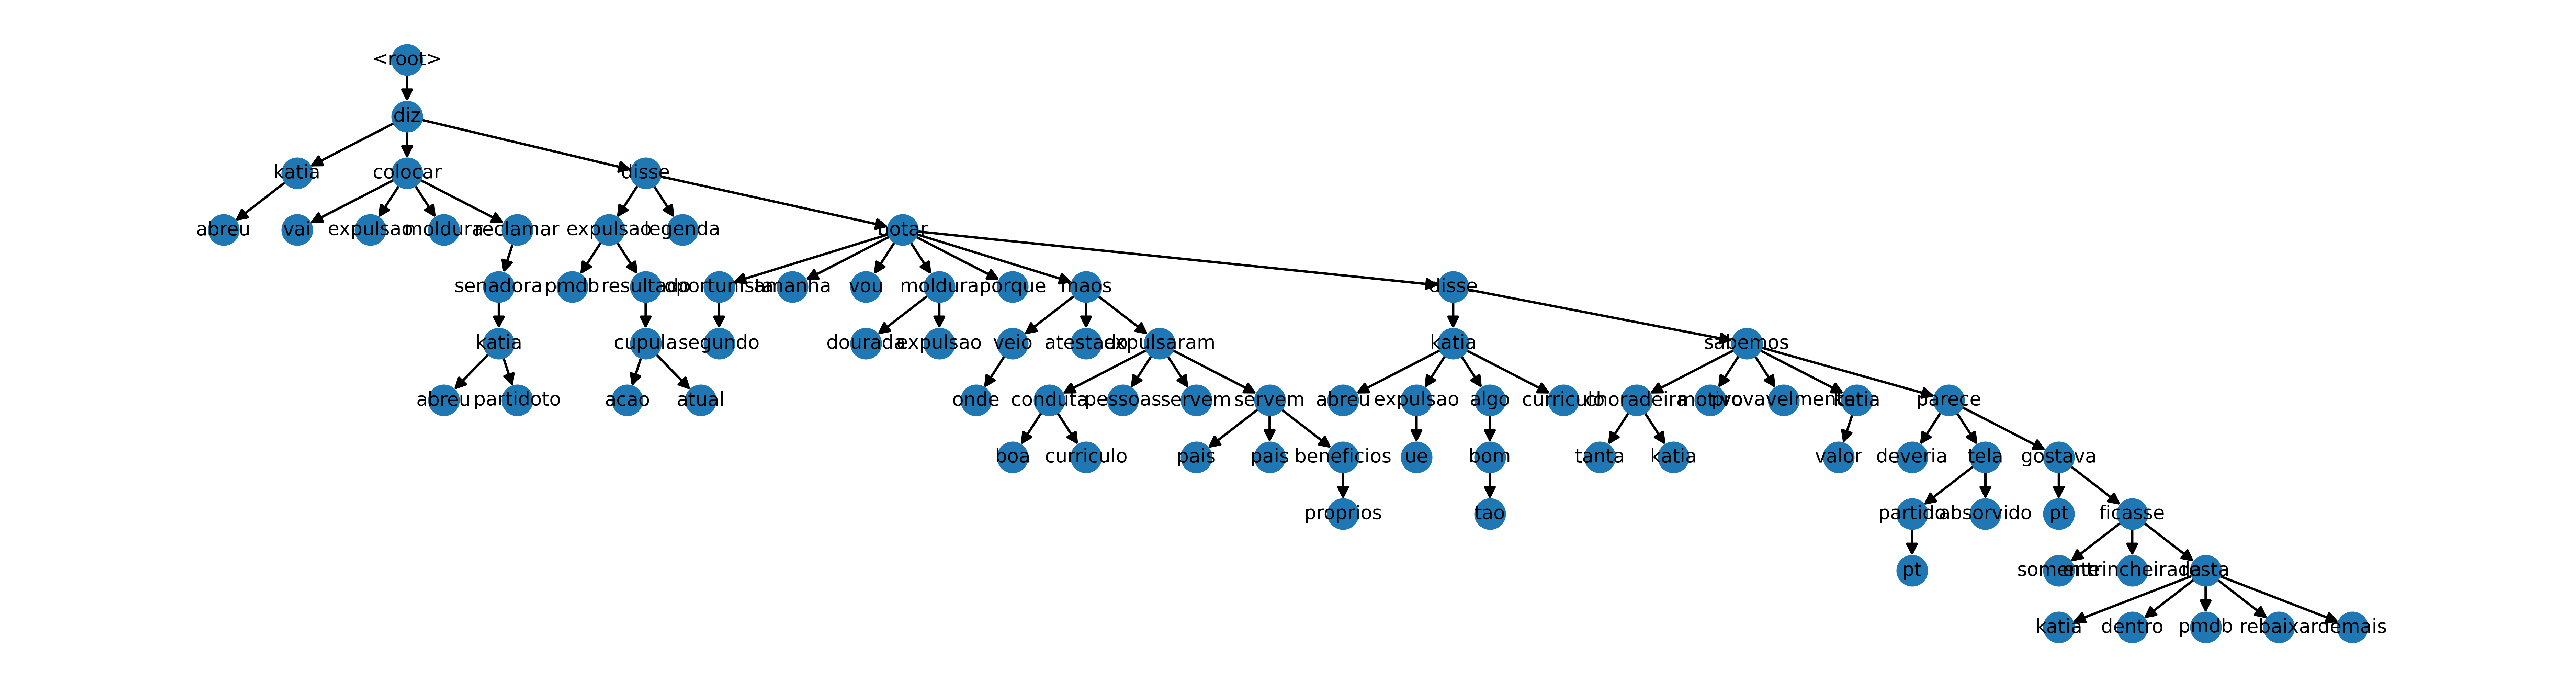 <root>
diz
katia colocar disse
abreu vai expulsao moldura reclamar expulsao legenda botar
senadora pmdb resultado oportunista amanha vou moldura porque maos disse
katia cupula segundo dourada expulsao veio atestado expulsaram katia sabemos
abreu partidoto acao atual onde conduta pessoas servem servem abreu expulsao algo curriculo choradeira motivo provavelmente katia parece
boa curriculo pais pais beneficios ue bom tanta katia valor deveria tela gostava
proprios tao partido absorvido pt ficasse
pt somente entrincheirada resta
katia dentro pmdb rebaixar demais